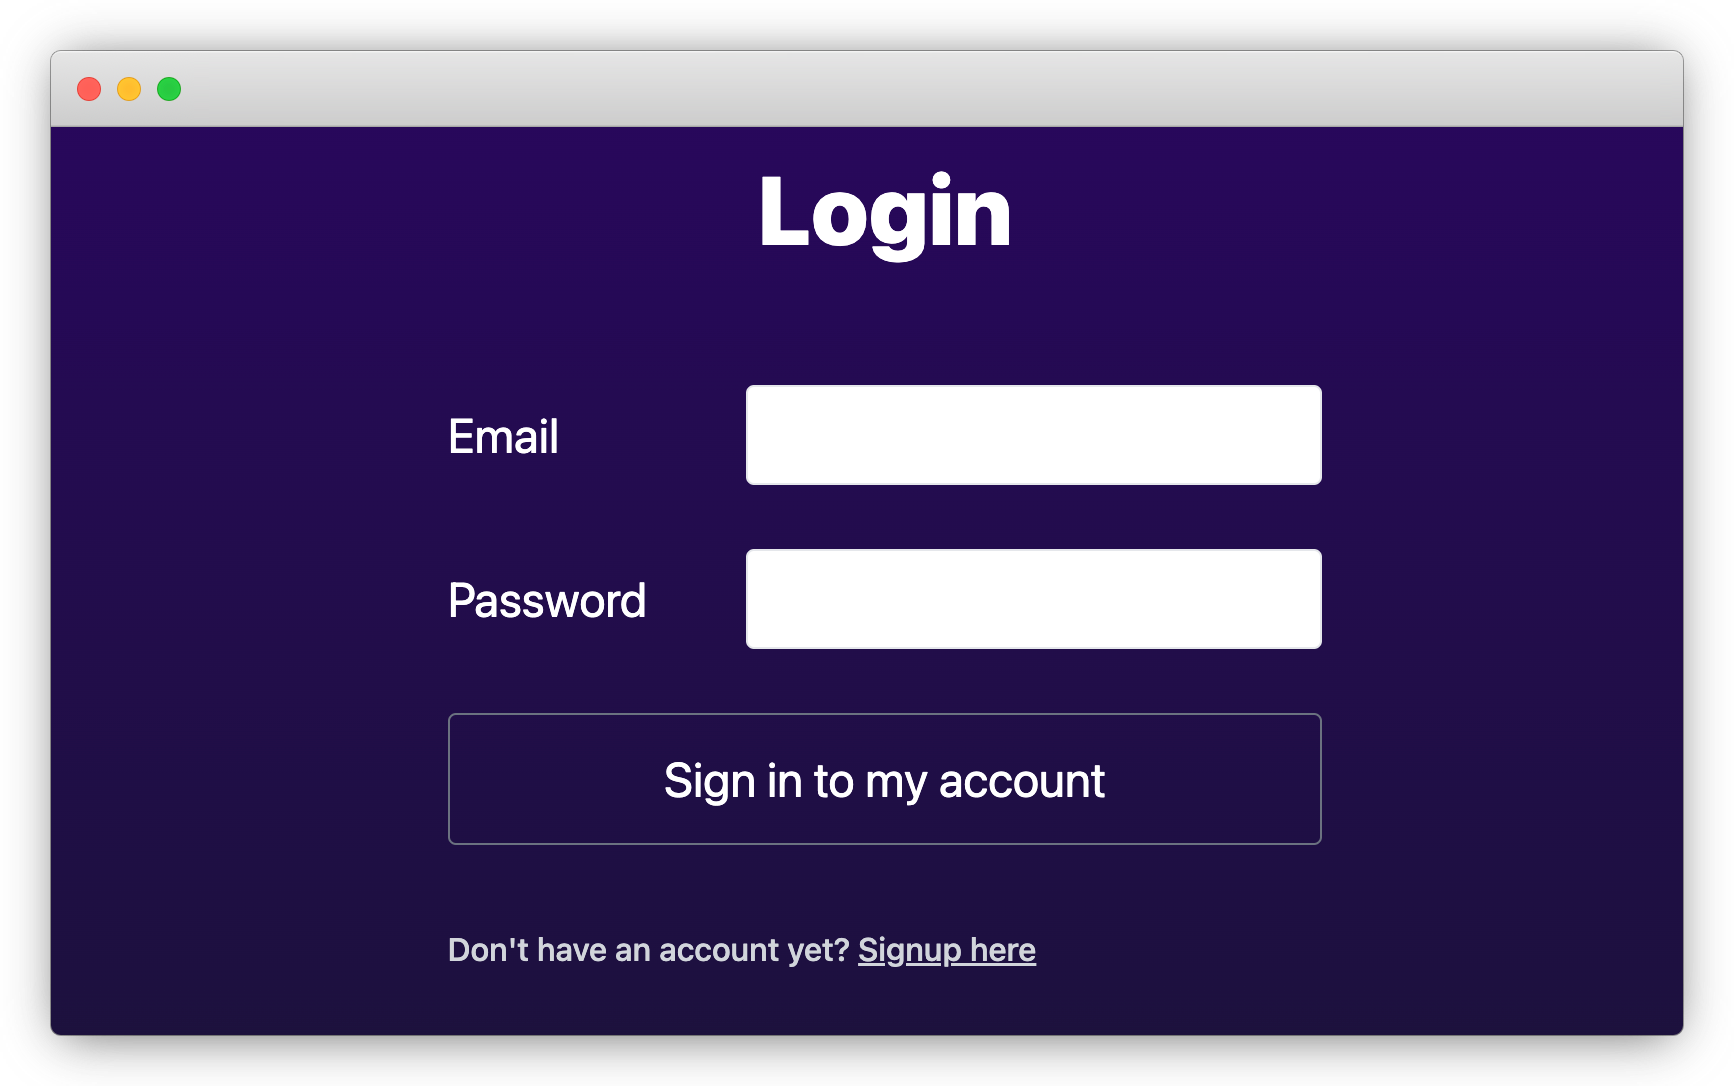 Login
Email
Password
Sign in to my account
Don't have an account yet? Signup here